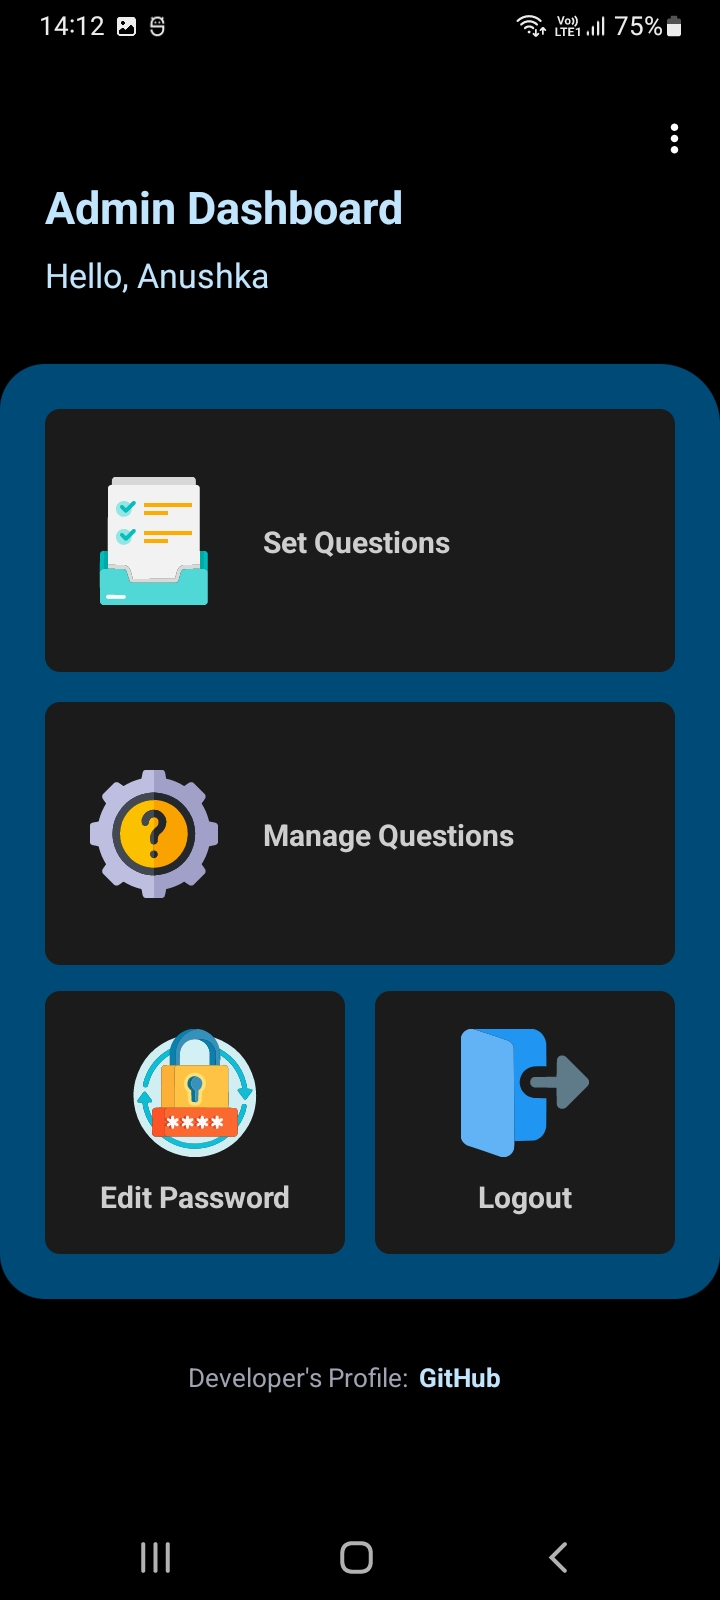 14:12 Vo)) LTE1 75%
Admin Dashboard
Hello, Anushka
Set Questions
Manage Questions
****
Edit Password
Logout
Developer's Profile: GitHub